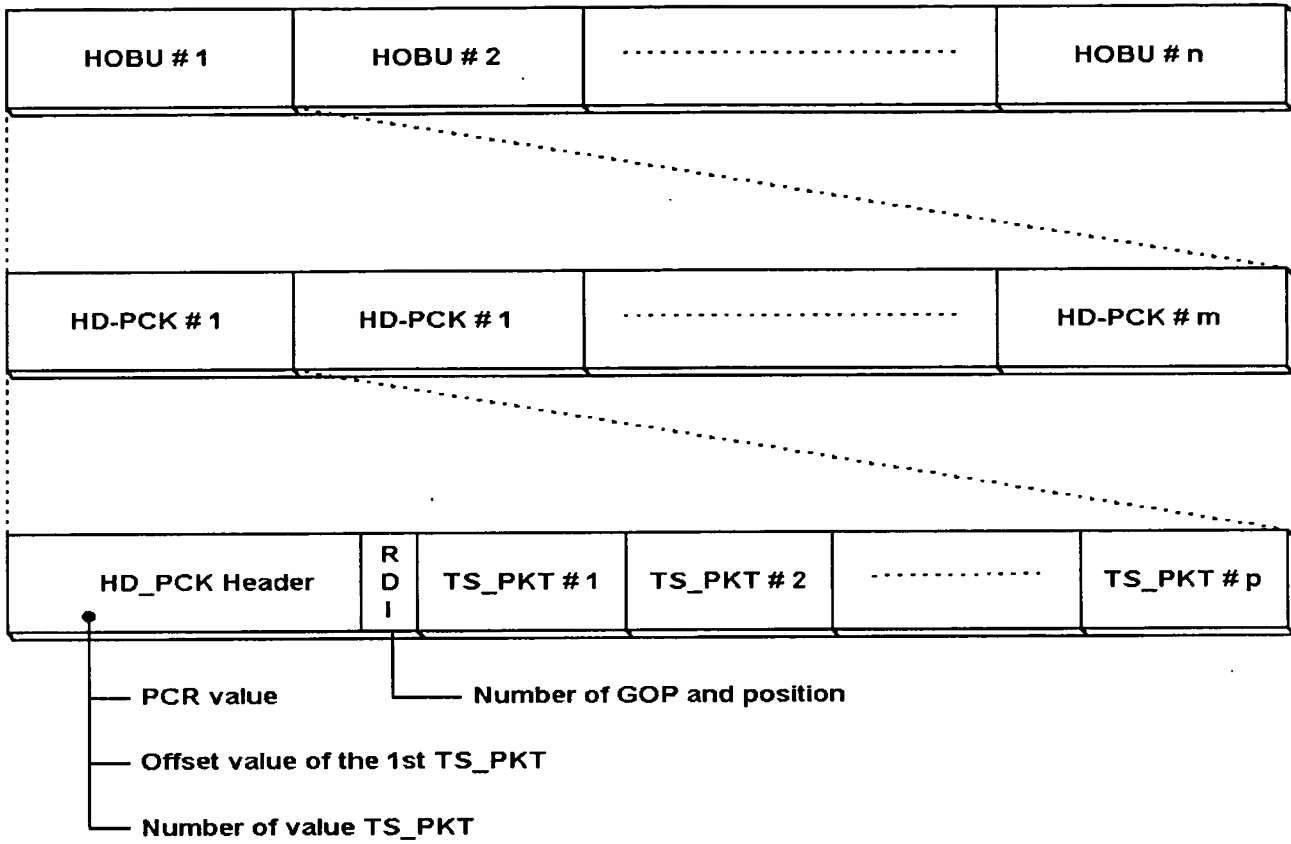 HOBU # 1 HOBU # 2 HOBU # n
HD-PCK # 1 HD-PCK # 1 HD-PCK # m
HD_PCK Header RDI TS_PKT # 1 TS_PKT # 2 TS_PKT # p
PCR value Number of GOP and position
Offset value of the 1st TS_PKT
Number of value TS_PKT